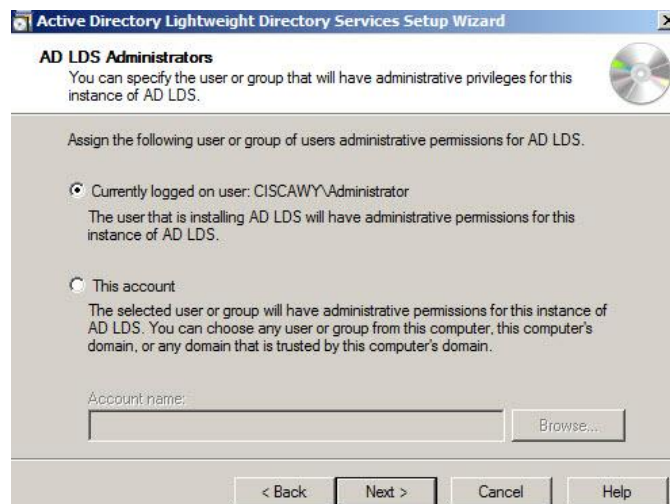 Active Directory Lightweight Directory Services Setup Wizard
AD LDS Administrators
You can specify the user or group that will have administrative privileges for this
instance of AD LDS.
Assign the following user or group of users administrative permissions for AD LDS.
Currently logged on user: CISCAWY\Administrator
The user that is installing AD LDS will have administrative permissions for this
instance of AD LDS.
This account
The selected user or group will have administrative permissions for this instance of
AD LDS. You can choose any user or group from this computer, this computer's
domain, or any domain that is trusted by this computer's domain.
Account name:
Browse...
< Back Next > Cancel Help